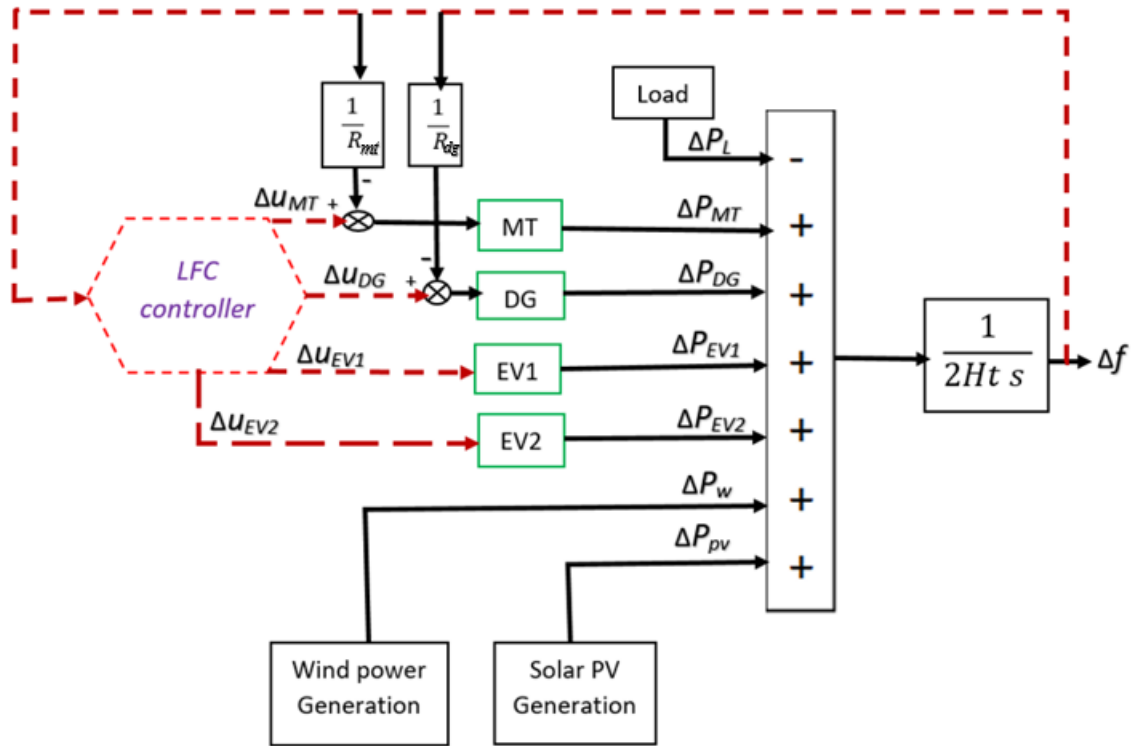 1
R_mt
1
R_dg
Load
ΔP_L
-
-
Δu_MT +
MT
ΔP_MT
+
LFC
controller
-
Δu_DG +
DG
ΔP_DG
+
1
2Ht s
Δf
Δu_EV1
EV1
ΔP_EV1
+
Δu_EV2
EV2
ΔP_EV2
+
ΔP_w
+
ΔP_pv
+
Wind power
Generation
Solar PV
Generation